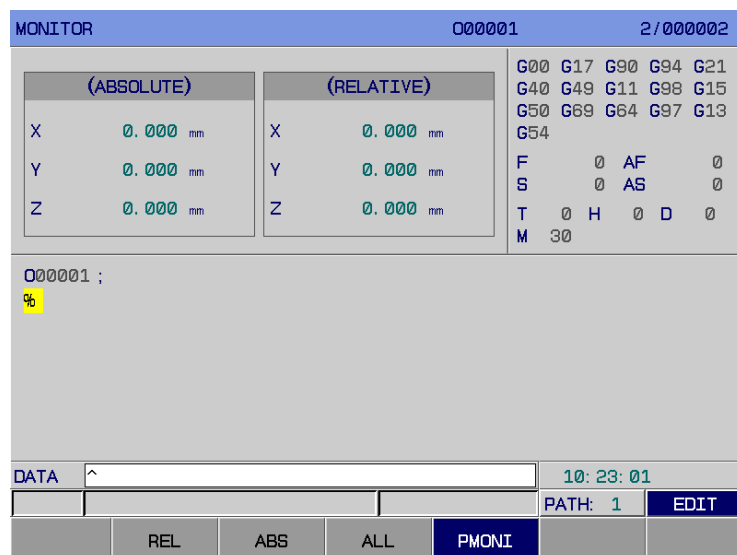 MONITOR O00001 2/000002
(ABSOLUTE) (RELATIVE)
X 0.000 mm X 0.000 mm
Y 0.000 mm Y 0.000 mm
Z 0.000 mm Z 0.000 mm
G00 G17 G90 G94 G21
G40 G49 G11 G98 G15
G50 G69 G64 G97 G13
G54
F 0 AF 0
S 0 AS 0
T 0 H 0 D 0
M 30
O00001 ;
%
DATA ^ 10:23:01
PATH: 1 EDIT
REL ABS ALL PMONI